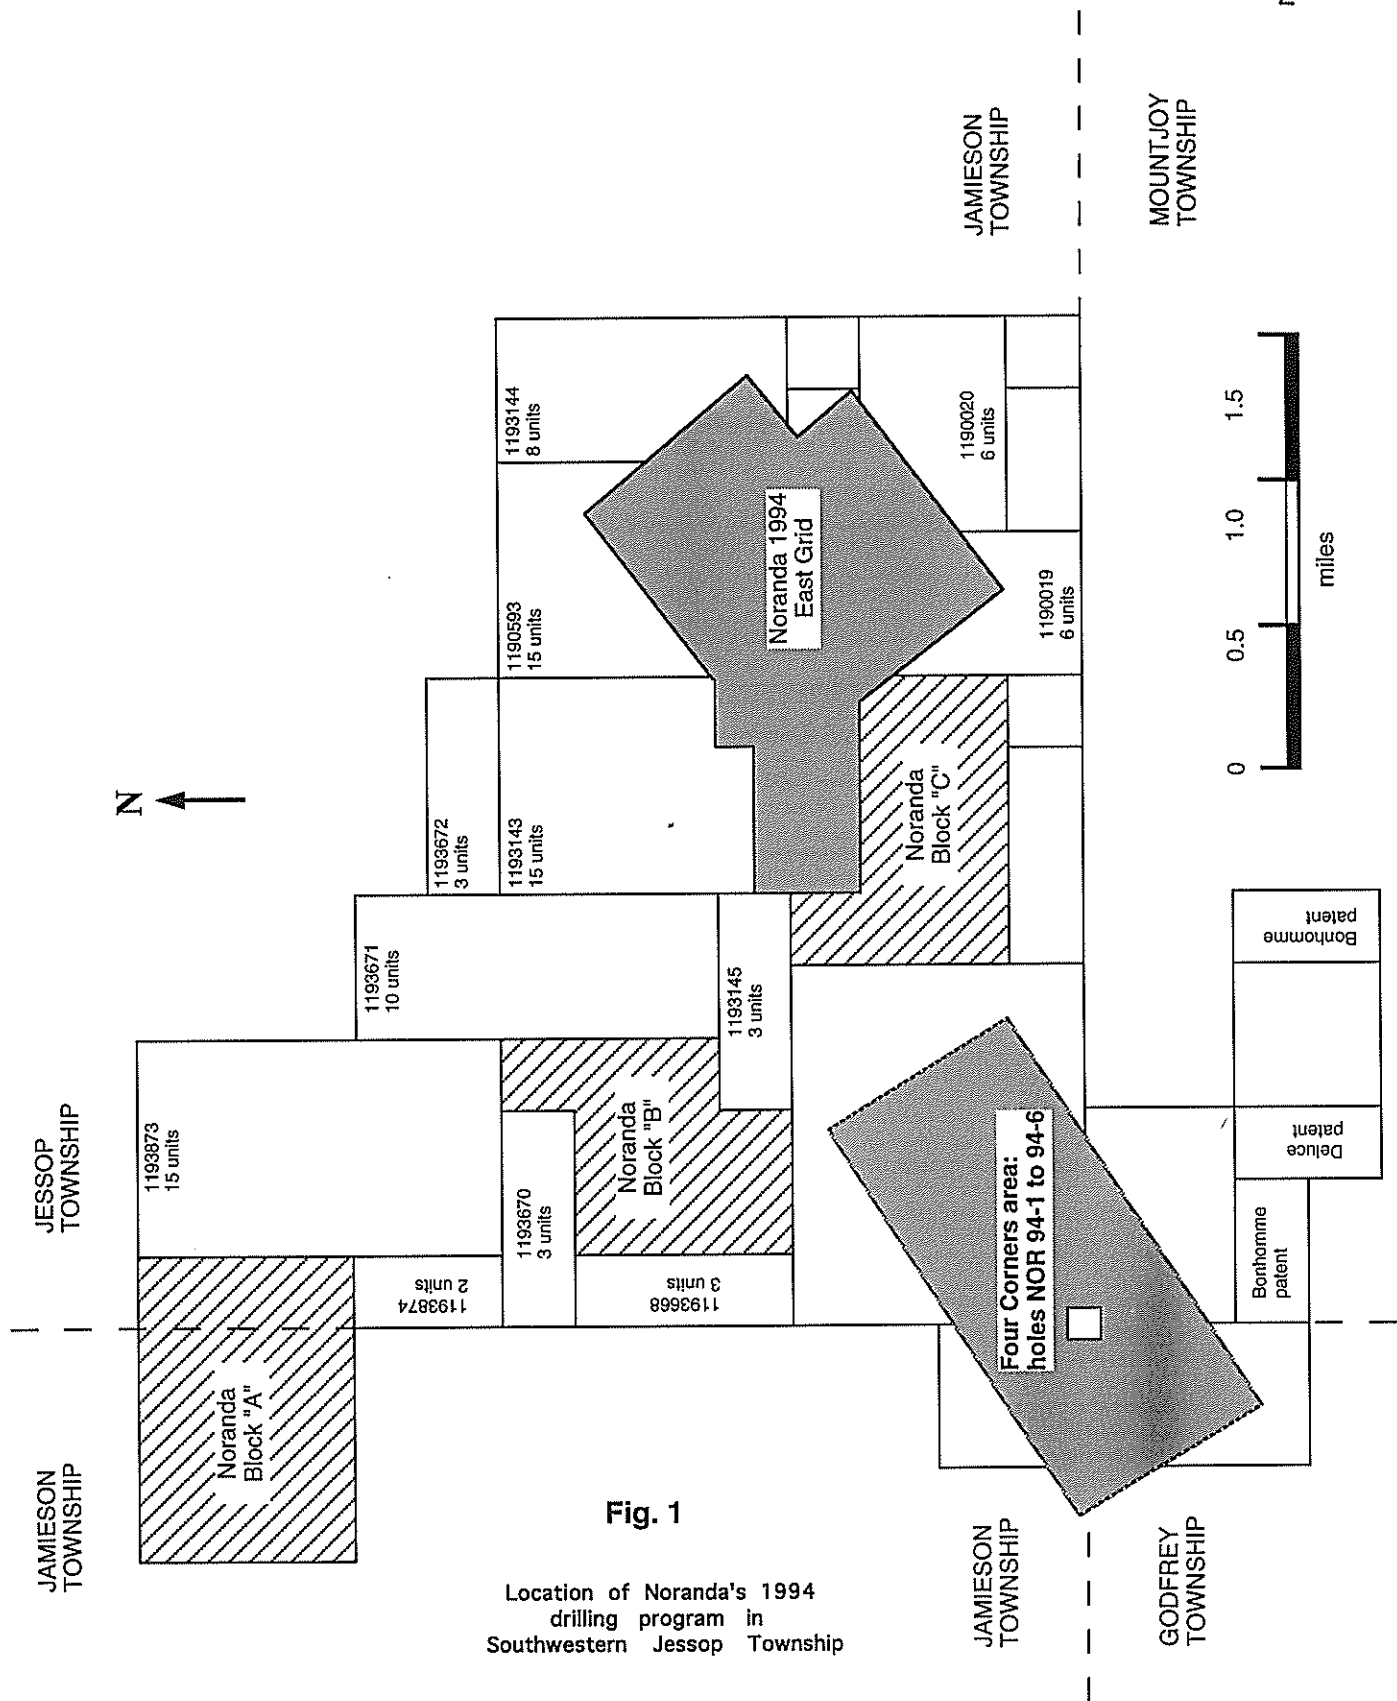 JAMIESON
TOWNSHIP
JESSOP
TOWNSHIP
N
Noranda
Block "A"
1193873
15 units
1193874
2 units
1193671
10 units
1193672
3 units
1193143
15 units
1190593
15 units
1193144
8 units
1193670
3 units
Noranda
Block "B"
1193668
3 units
1193145
3 units
Noranda 1994
East Grid
Noranda
Block "C"
1190020
6 units
1190019
6 units
JAMIESON
TOWNSHIP
MOUNTJOY
TOWNSHIP
Four Corners area:
holes NOR 94-1 to 94-6
Bonhomme
patent
Deluce
patent
Bonhomme
patent
JAMIESON
TOWNSHIP
GODFREY
TOWNSHIP
0
0.5
1.0
1.5
miles
Fig. 1
Location of Noranda's 1994
drilling program in
Southwestern Jessop Township